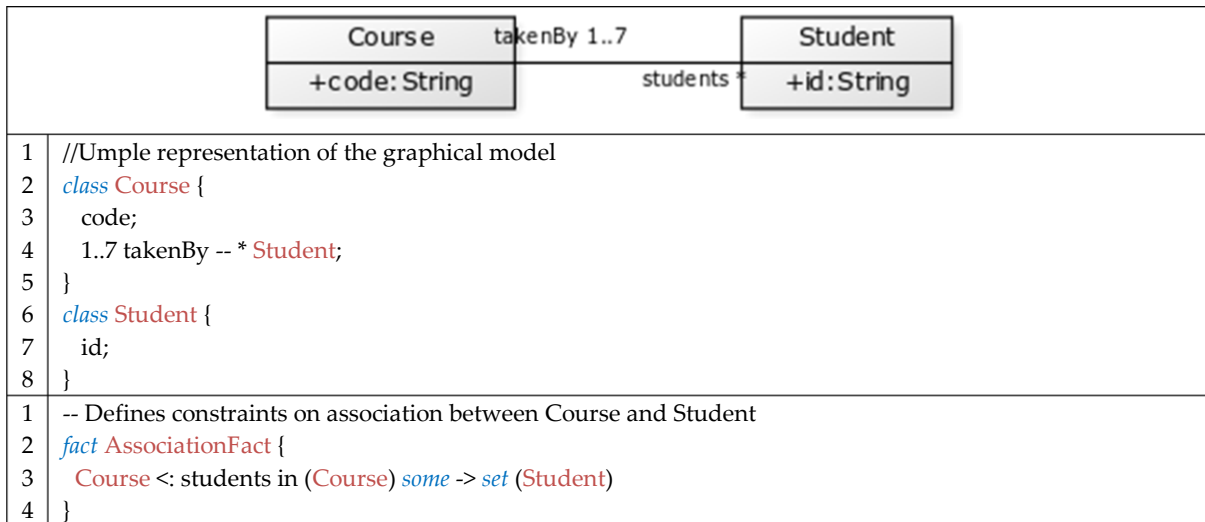 Course takenBy 1..7 Student
+code:String students * +id:String
1 //Umple representation of the graphical model
2 class Course {
3 code;
4 1..7 takenBy -- * Student;
5 }
6 class Student {
7 id;
8 }
1 -- Defines constraints on association between Course and Student
2 fact AssociationFact {
3 Course <: students in (Course) some -> set (Student)
4 }